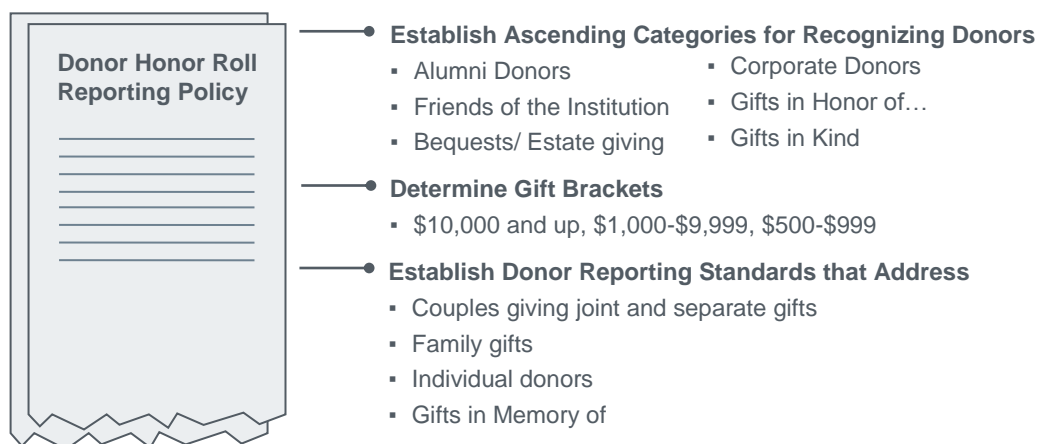 Donor Honor Roll
Reporting Policy
Establish Ascending Categories for Recognizing Donors
▪ Alumni Donors
▪ Friends of the Institution
▪ Bequests/ Estate giving
▪ Corporate Donors
▪ Gifts in Honor of…
▪ Gifts in Kind
Determine Gift Brackets
▪ $10,000 and up, $1,000-$9,999, $500-$999
Establish Donor Reporting Standards that Address
▪ Couples giving joint and separate gifts
▪ Family gifts
▪ Individual donors
▪ Gifts in Memory of